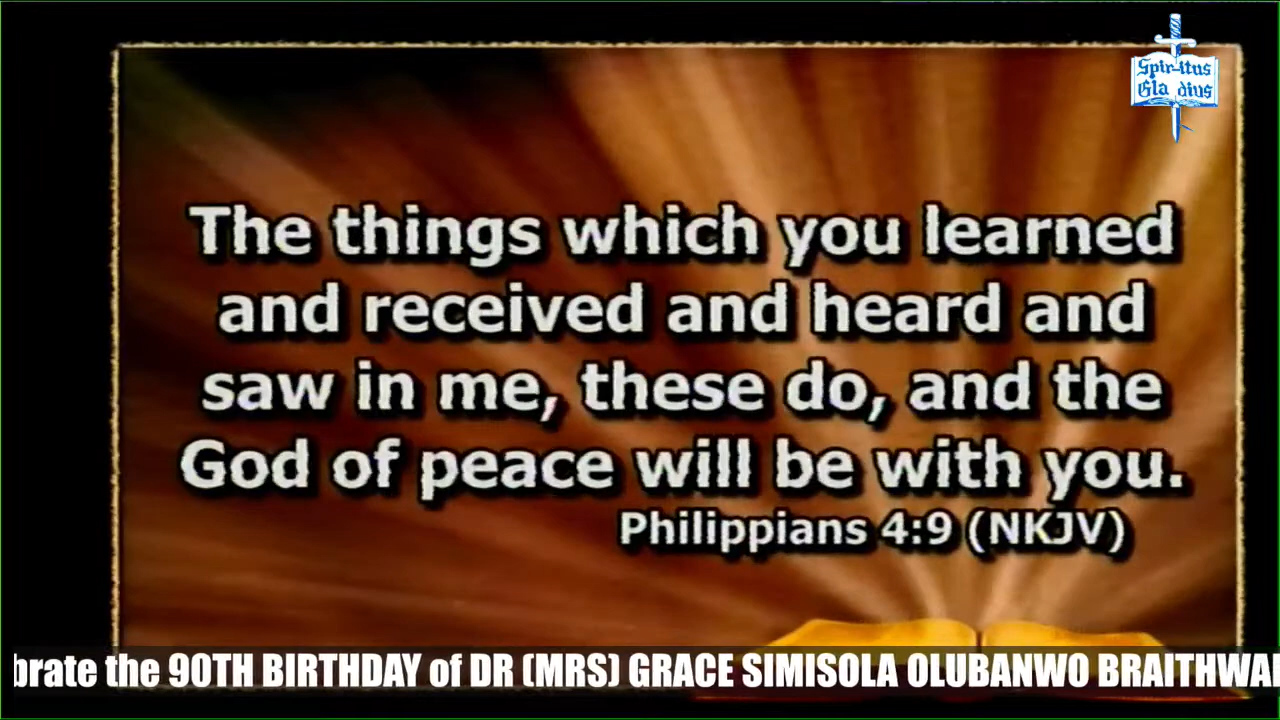 Spiritus
Gladius
The things which you learned
and received and heard and
saw in me, these do, and the
God of peace will be with you.
Philippians 4:9 (NKJV)
brate the 90TH BIRTHDAY of DR (MRS) GRACE SIMISOLA OLUBANWO BRAITHWAI